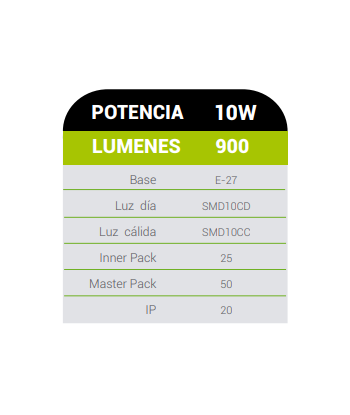 POTENCIA 10W
LUMENES 900
Base E-27
Luz día SMD10CD
Luz cálida SMD10CC
Inner Pack 25
Master Pack 50
IP 20